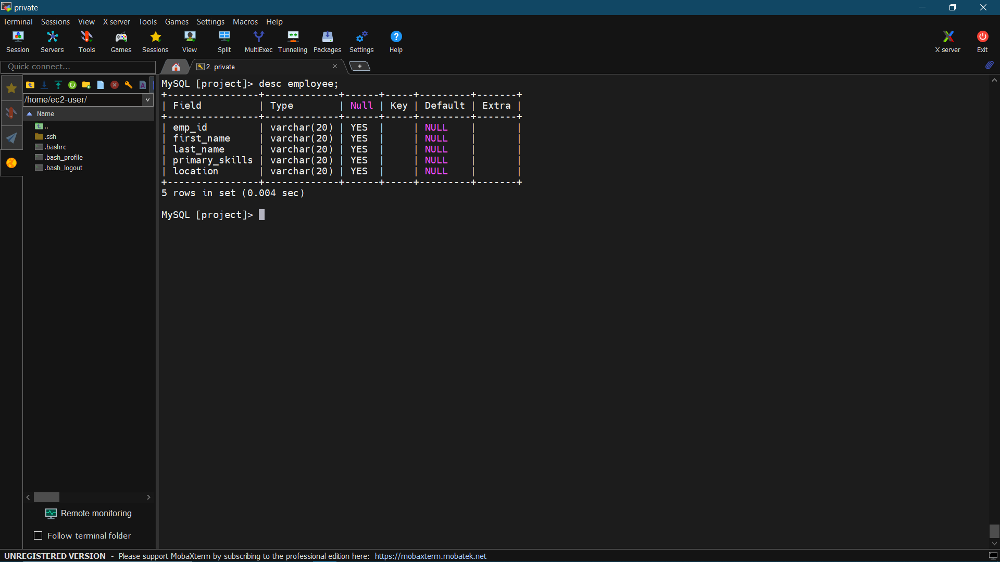 private
Terminal Sessions View X server Tools Games Settings Macros Help
Session Servers Tools Games Sessions View Split MultiExec Tunneling Packages Settings Help X server Exit
Quick connect...
2. private
/home/ec2-user/
Name
..
.ssh
.bashrc
.bash_profile
.bash_logout
MySQL [project]> desc employee;
+----------------+-------------+------+-----+---------+-------+
| Field          | Type        | Null | Key | Default | Extra |
+----------------+-------------+------+-----+---------+-------+
| emp_id         | varchar(20) | YES  |     | NULL    |       |
| first_name     | varchar(20) | YES  |     | NULL    |       |
| last_name      | varchar(20) | YES  |     | NULL    |       |
| primary_skills | varchar(20) | YES  |     | NULL    |       |
| location       | varchar(20) | YES  |     | NULL    |       |
+----------------+-------------+------+-----+---------+-------+
5 rows in set (0.004 sec)
MySQL [project]>
Remote monitoring
Follow terminal folder
UNREGISTERED VERSION - Please support MobaXterm by subscribing to the professional edition here: https://mobaxterm.mobatek.net